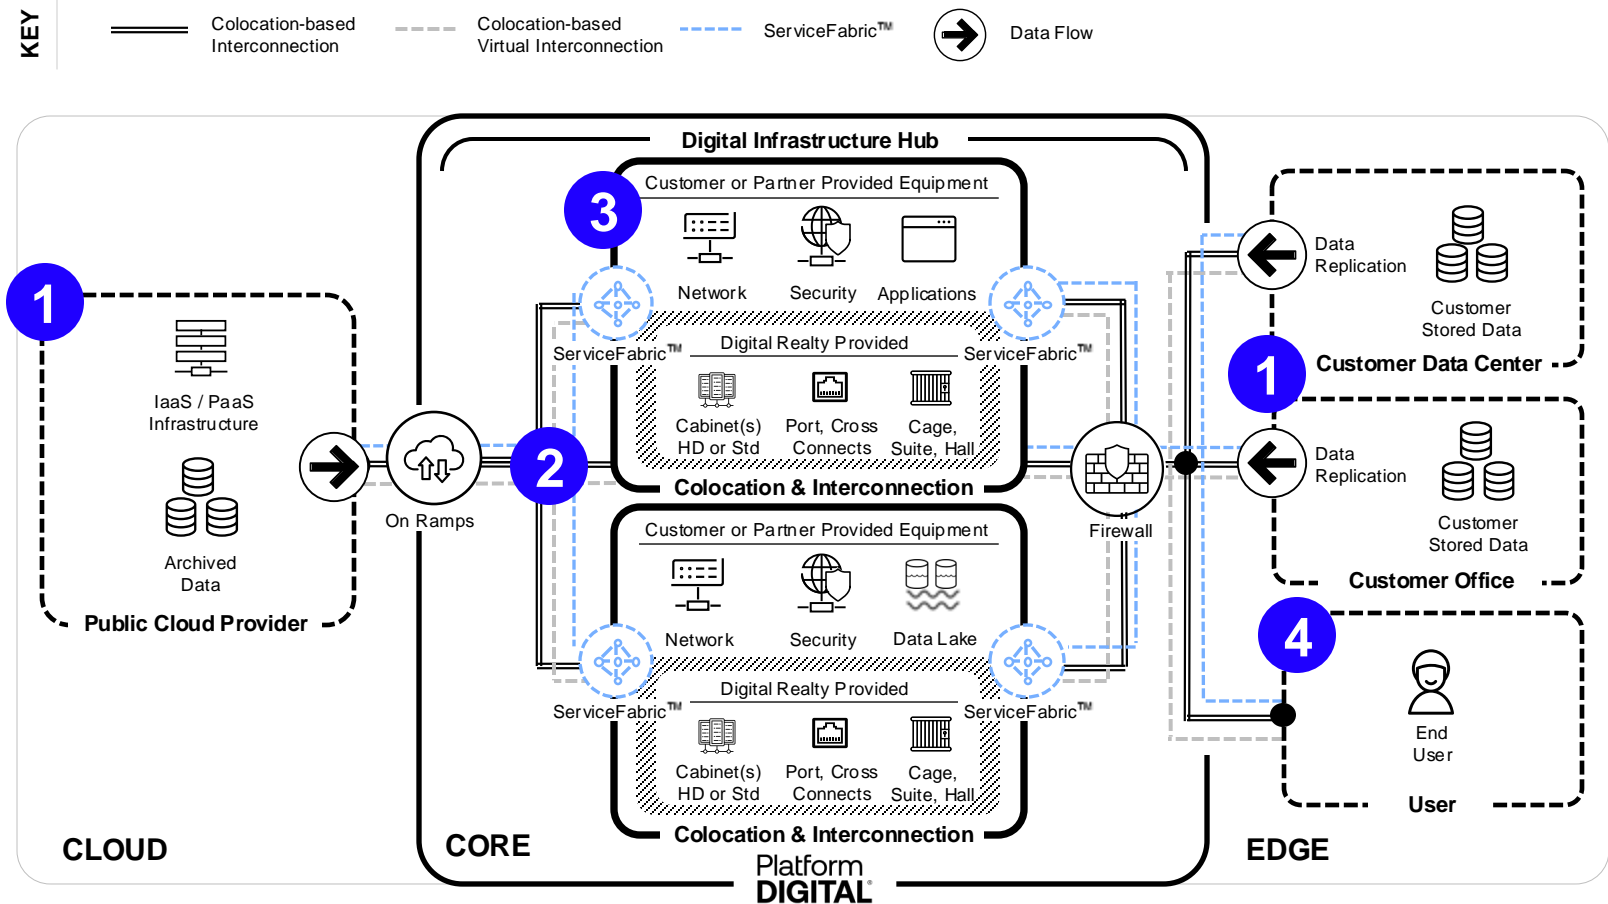 KEY
Colocation-based
Interconnection
Colocation-based
Virtual Interconnection
ServiceFabric™
Data Flow
Digital Infrastructure Hub
3
Customer or Partner Provided Equipment
Network
Security
Applications
ServiceFabric™
ServiceFabric™
Digital Realty Provided
Cabinet(s)
HD or Std
Port, Cross
Connects
Cage,
Suite, Hall
Colocation & Interconnection
1
IaaS / PaaS
Infrastructure
Archived
Data
Public Cloud Provider
On Ramps
2
Firewall
Customer or Partner Provided Equipment
Network
Security
Data Lake
ServiceFabric™
ServiceFabric™
Digital Realty Provided
Cabinet(s)
HD or Std
Port, Cross
Connects
Cage,
Suite, Hall
Colocation & Interconnection
Data
Replication
Customer
Stored Data
Customer Data Center
1
Data
Replication
Customer
Stored Data
Customer Office
4
End
User
User
CLOUD
CORE
EDGE
Platform
DIGITAL®